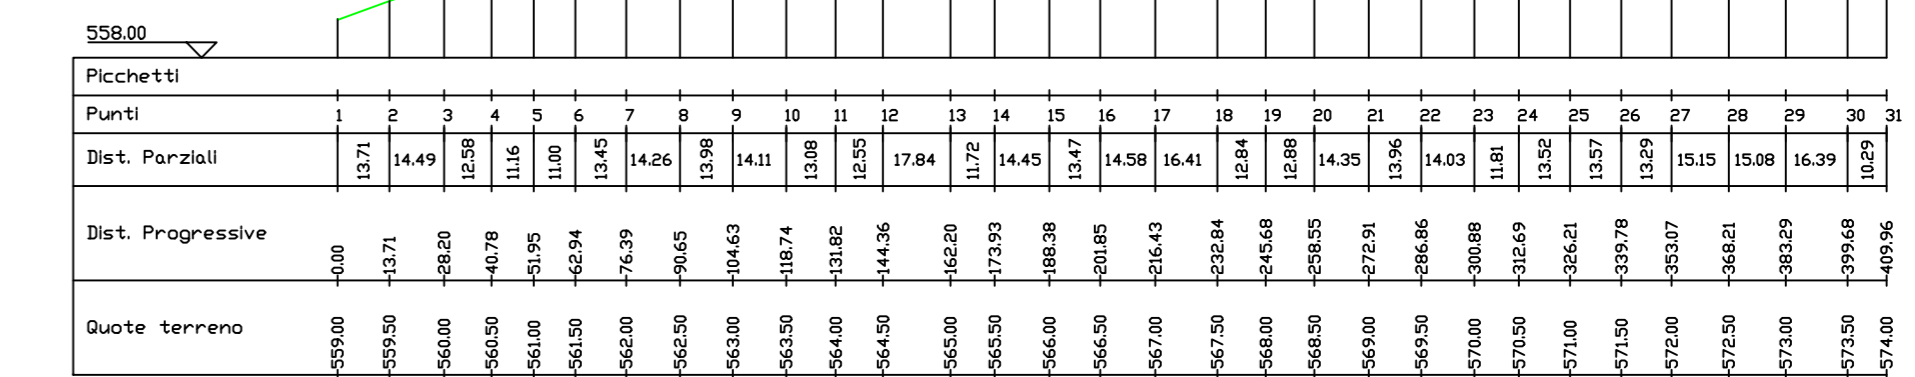 558.00
Picchetti
Punti 1 2 3 4 5 6 7 8 9 10 11 12 13 14 15 16 17 18 19 20 21 22 23 24 25 26 27 28 29 30 31
Dist. Parziali 13.71 14.49 12.58 11.16 11.00 13.45 14.26 13.98 14.11 13.08 12.55 17.84 11.72 14.45 13.47 14.58 16.41 12.84 12.88 14.35 13.96 14.03 11.81 13.52 13.57 13.29 15.15 15.08 16.39 10.29
Dist. Progressive 0.00 13.71 28.20 40.78 51.95 62.94 76.39 90.65 104.63 118.74 131.82 144.36 162.20 173.93 188.38 201.85 216.43 232.84 245.68 258.55 272.91 286.86 300.88 312.69 326.21 339.78 353.07 368.21 383.29 399.68 409.96
Quote terreno 559.00 559.50 560.00 560.50 561.00 561.50 562.00 562.50 563.00 563.50 564.00 564.50 565.00 565.50 566.00 566.50 567.00 567.50 568.00 568.50 569.00 569.50 570.00 570.50 571.00 571.50 572.00 572.50 573.00 573.50 574.00